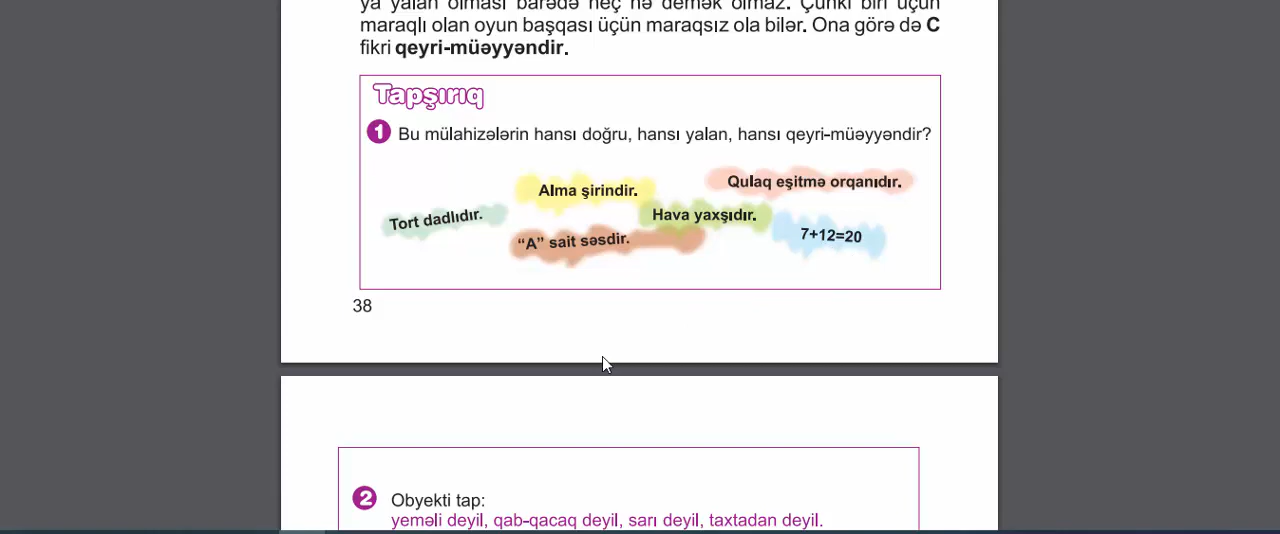 ya yalan olması barədə heç nə demək olmaz. Çünki biri üçün
maraqlı olan oyun başqası üçün maraqsız ola bilər. Ona görə də C
fikri qeyri-müəyyəndir.
Tapşırıq
1 Bu mülahizələrin hansı doğru, hansı yalan, hansı qeyri-müəyyəndir?
Alma şirindir.
Qulaq eşitmə orqanıdır.
Tort dadlıdır.
Hava yaxşıdır.
“A” sait səsdir.
7+12=20
38
2 Obyekti tap:
yeməli deyil, qab-qacaq deyil, sarı deyil, taxtadan deyil.